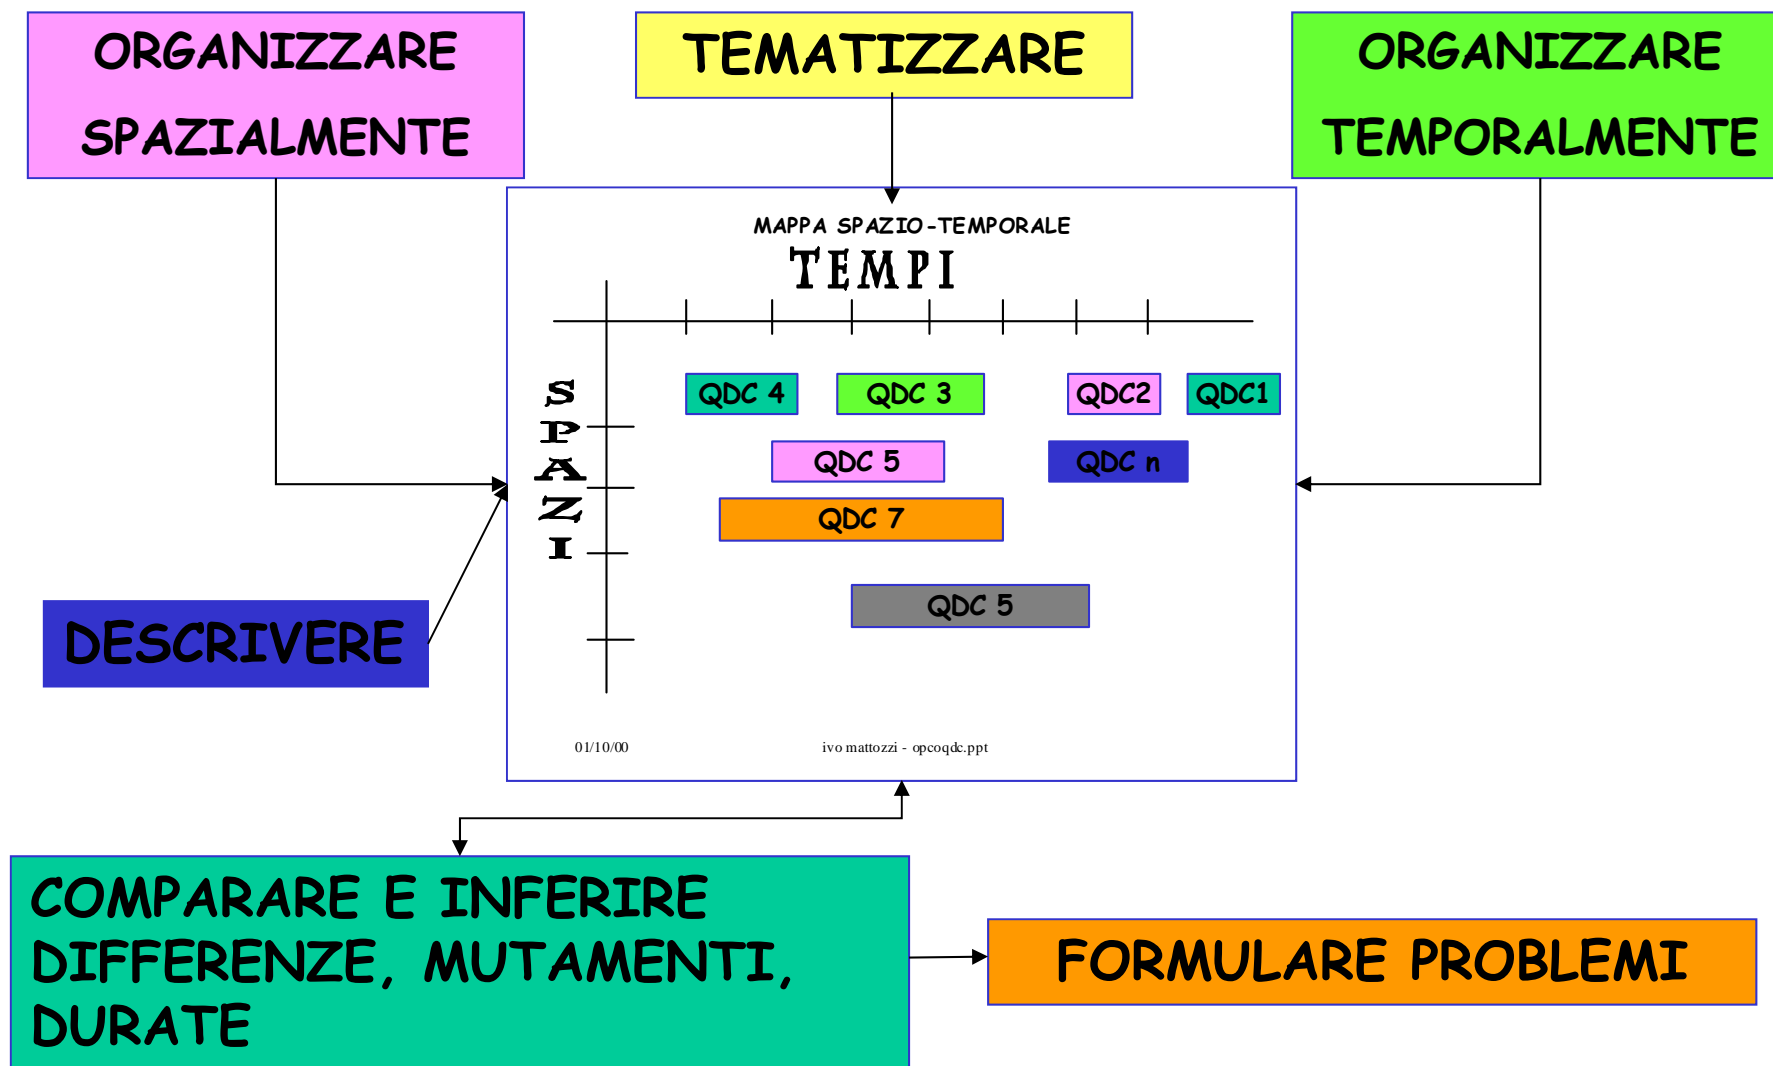 ORGANIZZARE
SPAZIALMENTE
TEMATIZZARE
ORGANIZZARE
TEMPORALMENTE
MAPPA SPAZIO-TEMPORALE
TEMPI
SPAZI
QDC 4
QDC 3
QDC2
QDC1
QDC 5
QDC n
QDC 7
QDC 5
DESCRIVERE
01/10/00
ivo mattozzi - opcoqdc.ppt
COMPARARE E INFERIRE
DIFFERENZE, MUTAMENTI,
DURATE
FORMULARE PROBLEMI